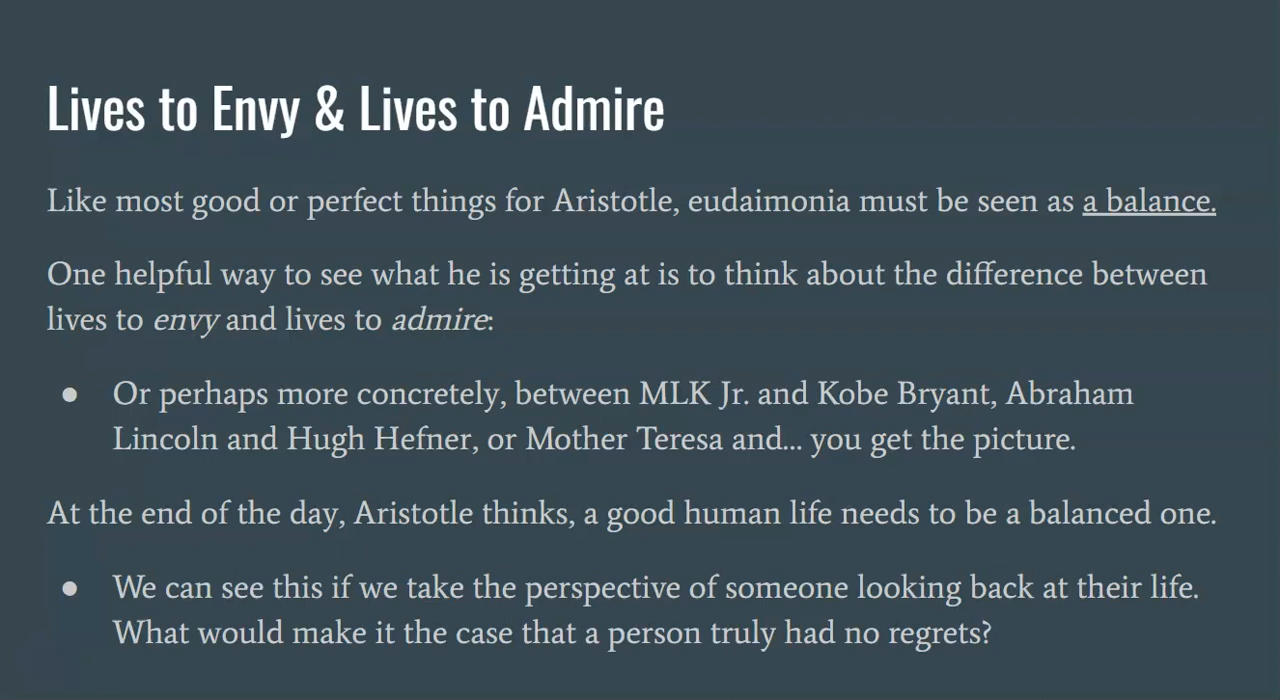 Lives to Envy & Lives to Admire
Like most good or perfect things for Aristotle, eudaimonia must be seen as a balance.
One helpful way to see what he is getting at is to think about the difference between
lives to envy and lives to admire:
● Or perhaps more concretely, between MLK Jr. and Kobe Bryant, Abraham
Lincoln and Hugh Hefner, or Mother Teresa and... you get the picture.
At the end of the day, Aristotle thinks, a good human life needs to be a balanced one.
● We can see this if we take the perspective of someone looking back at their life.
What would make it the case that a person truly had no regrets?